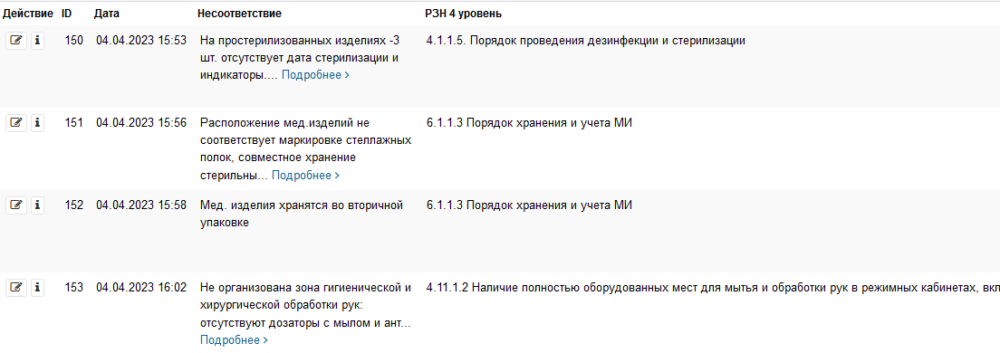 Действие ID Дата Несоответствие РЗН 4 уровень
150 04.04.2023 15:53 На простерилизованных изделиях -3 4.1.1.5. Порядок проведения дезинфекции и стерилизации
шт. отсутствует дата стерилизации и
индикаторы.... Подробнее >
151 04.04.2023 15:56 Расположение мед.изделий не 6.1.1.3 Порядок хранения и учета МИ
соответствует маркировке стеллажных
полок, совместное хранение
стерильны... Подробнее >
152 04.04.2023 15:58 Мед. изделия хранятся во вторичной 6.1.1.3 Порядок хранения и учета МИ
упаковке
153 04.04.2023 16:02 Не организована зона гигиенической и 4.11.1.2 Наличие полностью оборудованных мест для мытья и обработки рук в режимных кабинетах, вкл
хирургической обработки рук:
отсутствуют дозаторы с мылом и ант...
Подробнее >